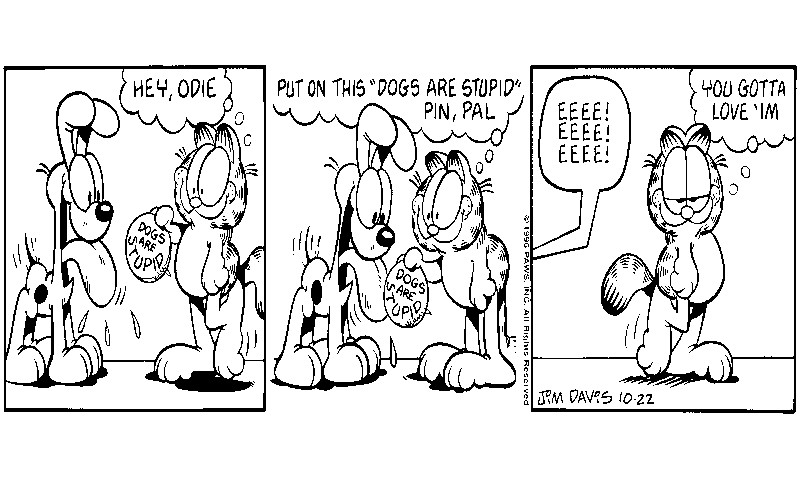 HEY, ODIE
DOGS
ARE
STUPID
PUT ON THIS "DOGS ARE STUPID"
PIN, PAL
DOGS
ARE
STUPID
© 1990 PAWS, INC. All Rights Reserved
EEEE!
EEEE!
EEEE!
YOU GOTTA
LOVE 'IM
JIM DAVIS 10-22